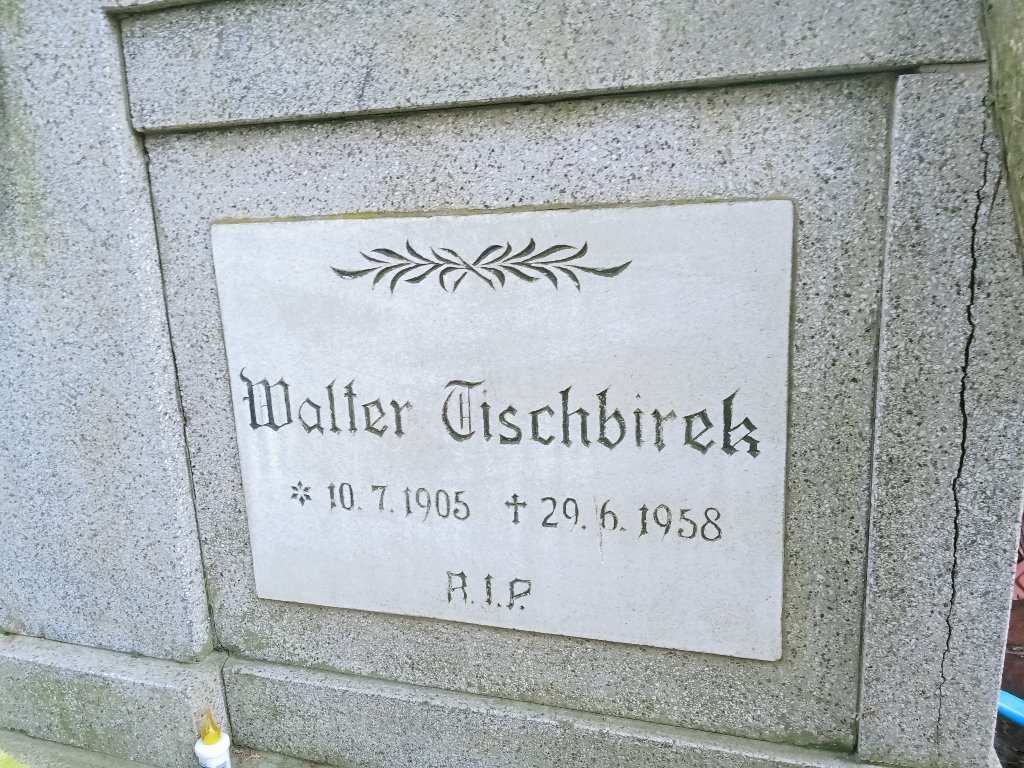 Walter Tischbirek
* 10. 7. 1905 † 29. 6. 1958
R.I.P.